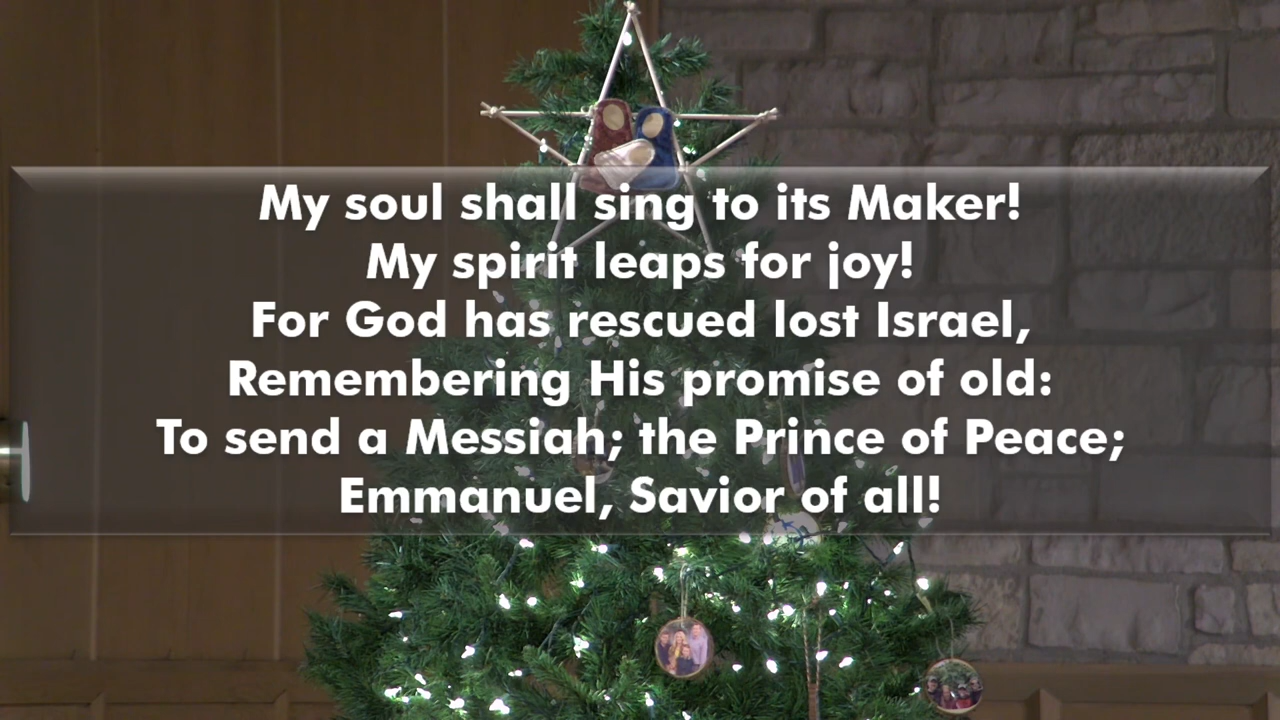 My soul shall sing to its Maker!
My spirit leaps for joy!
For God has rescued lost Israel,
Remembering His promise of old:
To send a Messiah; the Prince of Peace;
Emmanuel, Savior of all!